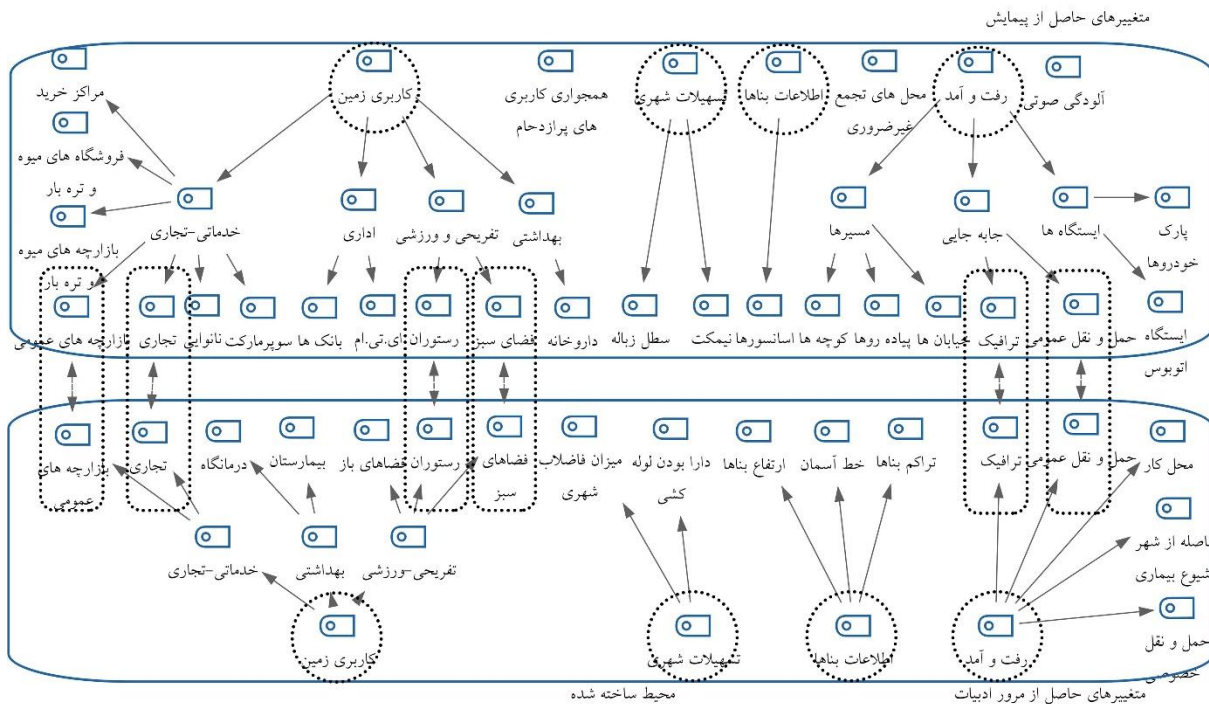 متغییرهای حاصل از پیمایش
آلودگی صوتی
رفت و آمد
محل های تجمع
غیرضروری
اطلاعات بناها
تسهیلات شهری
همجواری کاربری
های پرازدحام
کاربری زمین
مراکز خرید
فروشگاه های میوه
و تره بار
بازارچه های میوه
و تره بار
پارک
خودروها
ایستگاه ها
جابه جایی
مسیرها
بهداشتی
تفریحی و ورزشی
اداری
خدماتی-تجاری
ایستگاه
اتوبوس
حمل و نقل عمومی
ترافیک
خیابان ها
پیاده روها
کوچه ها
اسانسورها
نیمکت
سطل زباله
داروخانه
فضای سبز
رستوران
ای.تی.ام
بانک ها
سوپرمارکت
نانوایی
تجاری
بازارچه های عمومی
محل کار
حمل و نقل عمومی
ترافیک
تراکم بناها
خط آسمان
ارتفاع بناها
دارا بودن لوله
کشی
میزان فاضلاب
شهری
فضاهای
سبز
رستوران
فضاهای باز
بیمارستان
درمانگاه
تجاری
بازارچه های
عمومی
اصله از شهر
شیوع بیماری
تفریحی-ورزشی
بهداشتی
خدماتی-تجاری
حمل و نقل
خصوصی
رفت و آمد
اطلاعات بناها
تسهیلات شهری
کاربری زمین
متغییرهای حاصل از مرور ادبیات
محیط ساخته شده